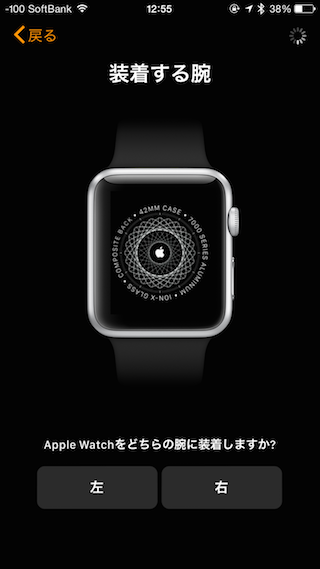 -100 SoftBank 12:55 38%
戻る
装着する腕
42MM CASE • 7000 SERIES ALUMINUM • ION-X GLASS • COMPOSITE BACK •
Apple Watchをどちらの腕に装着しますか?
左 右